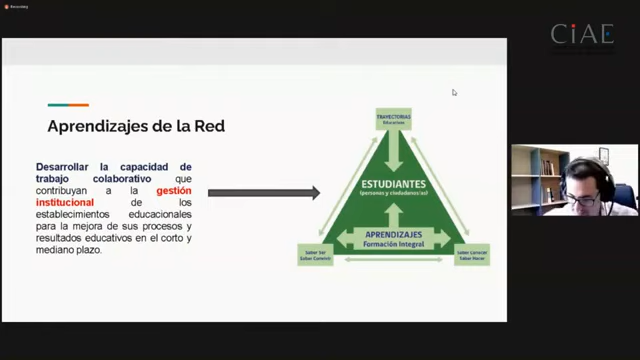 Recording
CIAE
Aprendizajes de la Red
Desarrollar la capacidad de
trabajo colaborativo que
contribuyan a la gestión
institucional de los
establecimientos educacionales
para la mejora de sus procesos y
resultados educativos en el corto y
mediano plazo.
TRAYECTORIAS
Educativas
ESTUDIANTES
(personas y ciudadanos/as)
APRENDIZAJES
Formación Integral
Saber Ser
Saber Convivir
Saber Conocer
Saber Hacer